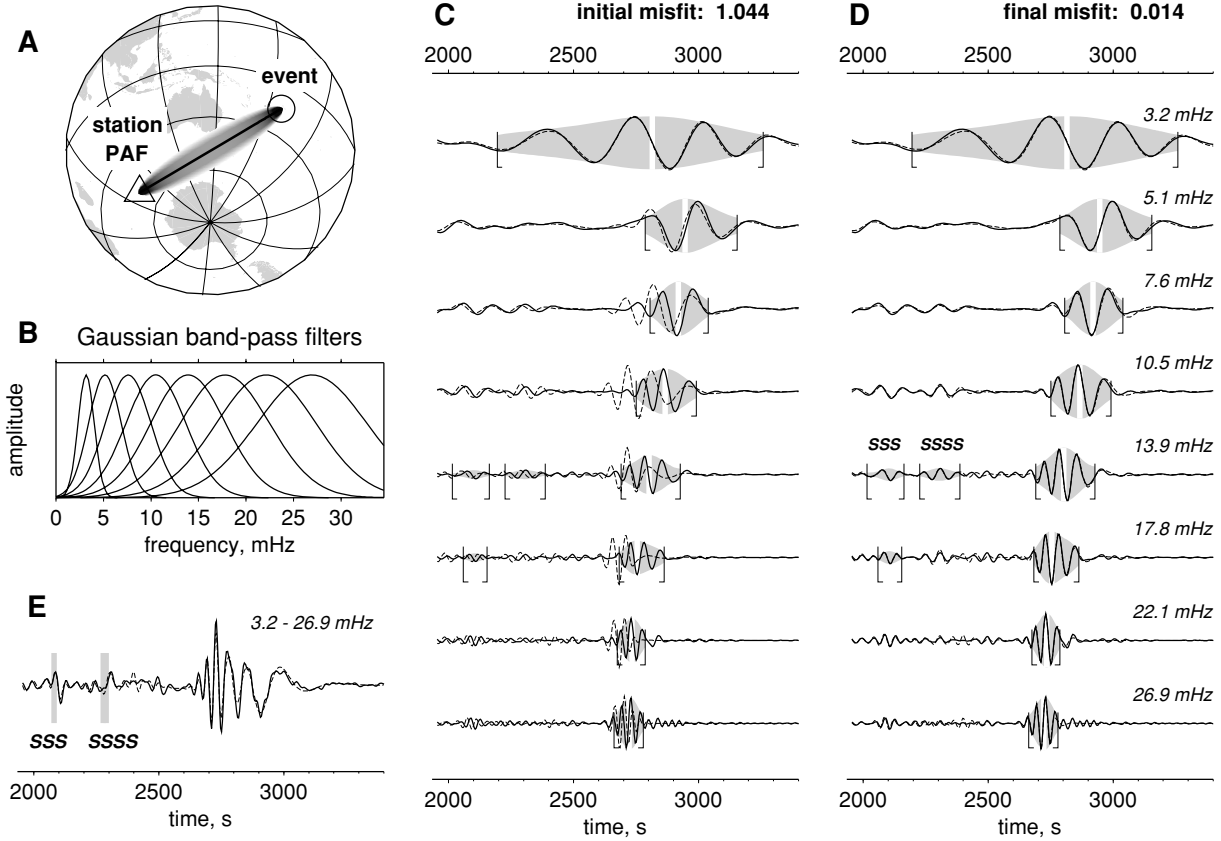 A
event
station
PAF
B
Gaussian band-pass filters
amplitude
0 5 10 15 20 25 30
frequency, mHz
E
3.2 - 26.9 mHz
SSS SSSS
2000 2500 3000
time, s
C
initial misfit: 1.044
2000 2500 3000
2000 2500 3000
time, s
D
final misfit: 0.014
2000 2500 3000
3.2 mHz
5.1 mHz
7.6 mHz
10.5 mHz
SSS SSSS
13.9 mHz
17.8 mHz
22.1 mHz
26.9 mHz
2000 2500 3000
time, s